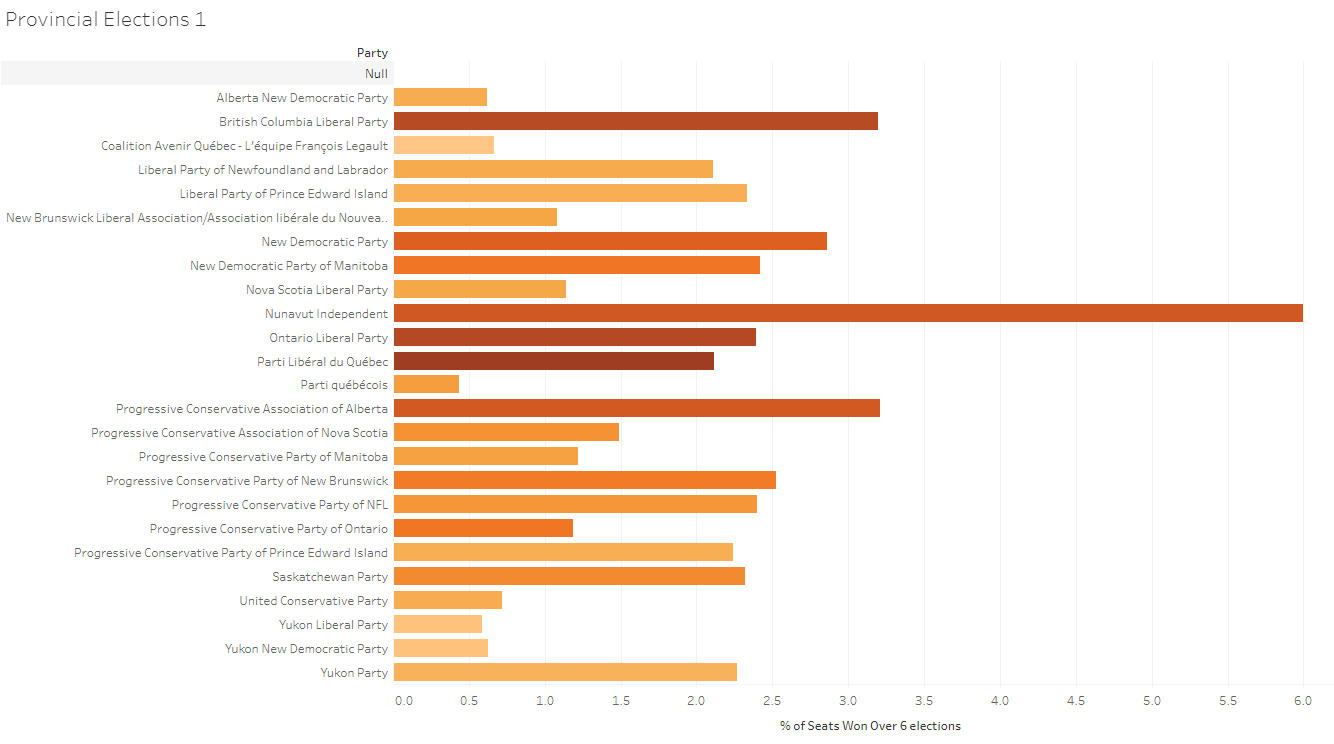 Provincial Elections 1
Party
Null
Alberta New Democratic Party
British Columbia Liberal Party
Coalition Avenir Québec - L'équipe François Legault
Liberal Party of Newfoundland and Labrador
Liberal Party of Prince Edward Island
New Brunswick Liberal Association/Association libérale du Nouvea..
New Democratic Party
New Democratic Party of Manitoba
Nova Scotia Liberal Party
Nunavut Independent
Ontario Liberal Party
Parti Libéral du Québec
Parti québécois
Progressive Conservative Association of Alberta
Progressive Conservative Association of Nova Scotia
Progressive Conservative Party of Manitoba
Progressive Conservative Party of New Brunswick
Progressive Conservative Party of NFL
Progressive Conservative Party of Ontario
Progressive Conservative Party of Prince Edward Island
Saskatchewan Party
United Conservative Party
Yukon Liberal Party
Yukon New Democratic Party
Yukon Party
0.0 0.5 1.0 1.5 2.0 2.5 3.0 3.5 4.0 4.5 5.0 5.5 6.0
% of Seats Won Over 6 elections